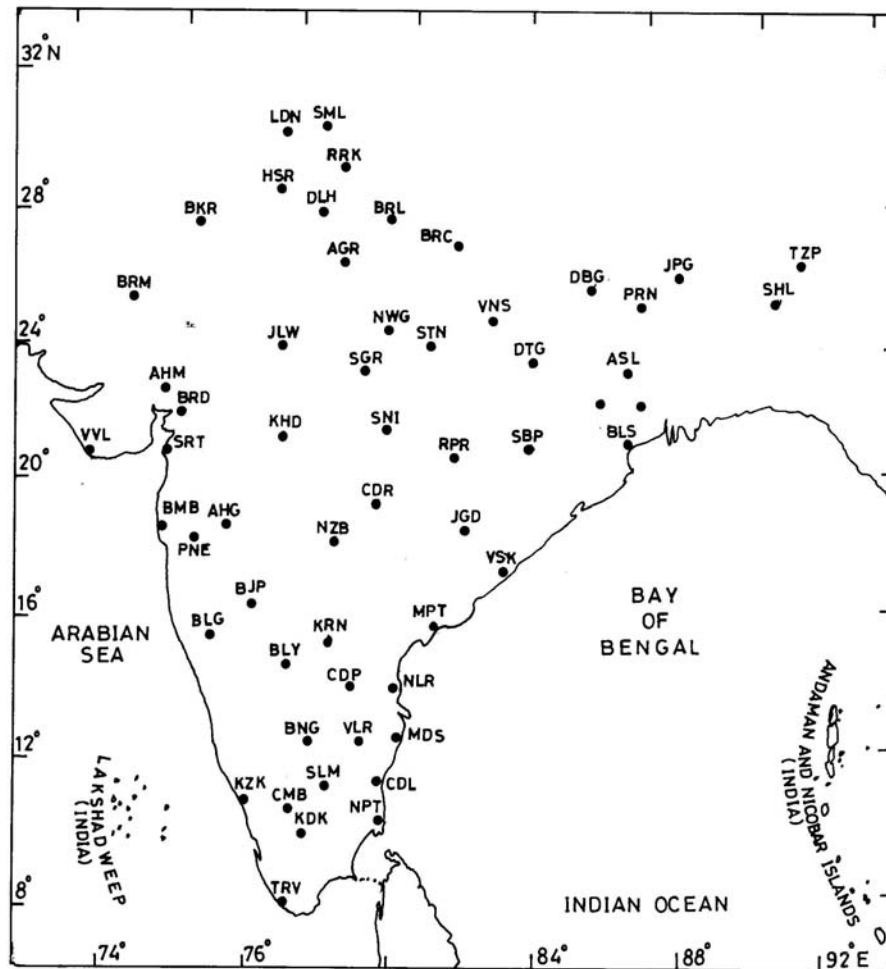 32°N
LDN SML
RRK
HSR
28°
DLH
BKR
BRL
BRC
AGR
TZP
DBG
JPG
BRM
PRN
SHL
24°
JLW
NWG
STN
VNS
SGR
DTG
ASL
AHM
BRD
KHD
SNI
VVL
SRT
RPR
SBP
BLS
20°
CDR
BMB AHG
JGD
PNE
NZB
VSK
BJP
16°
BLG
MPT
BAY
OF
BENGAL
ARABIAN
SEA
KRN
BLY
CDP
NLR
12°
BNG VLR MDS
SLM
KZK
CMB
CDL
KDK
NPT
LAKSHADWEEP
(INDIA)
ANDAMAN AND NICOBAR ISLANDS
(INDIA)
8°
TRV
INDIAN OCEAN
74° 76° 84° 88° 92°E